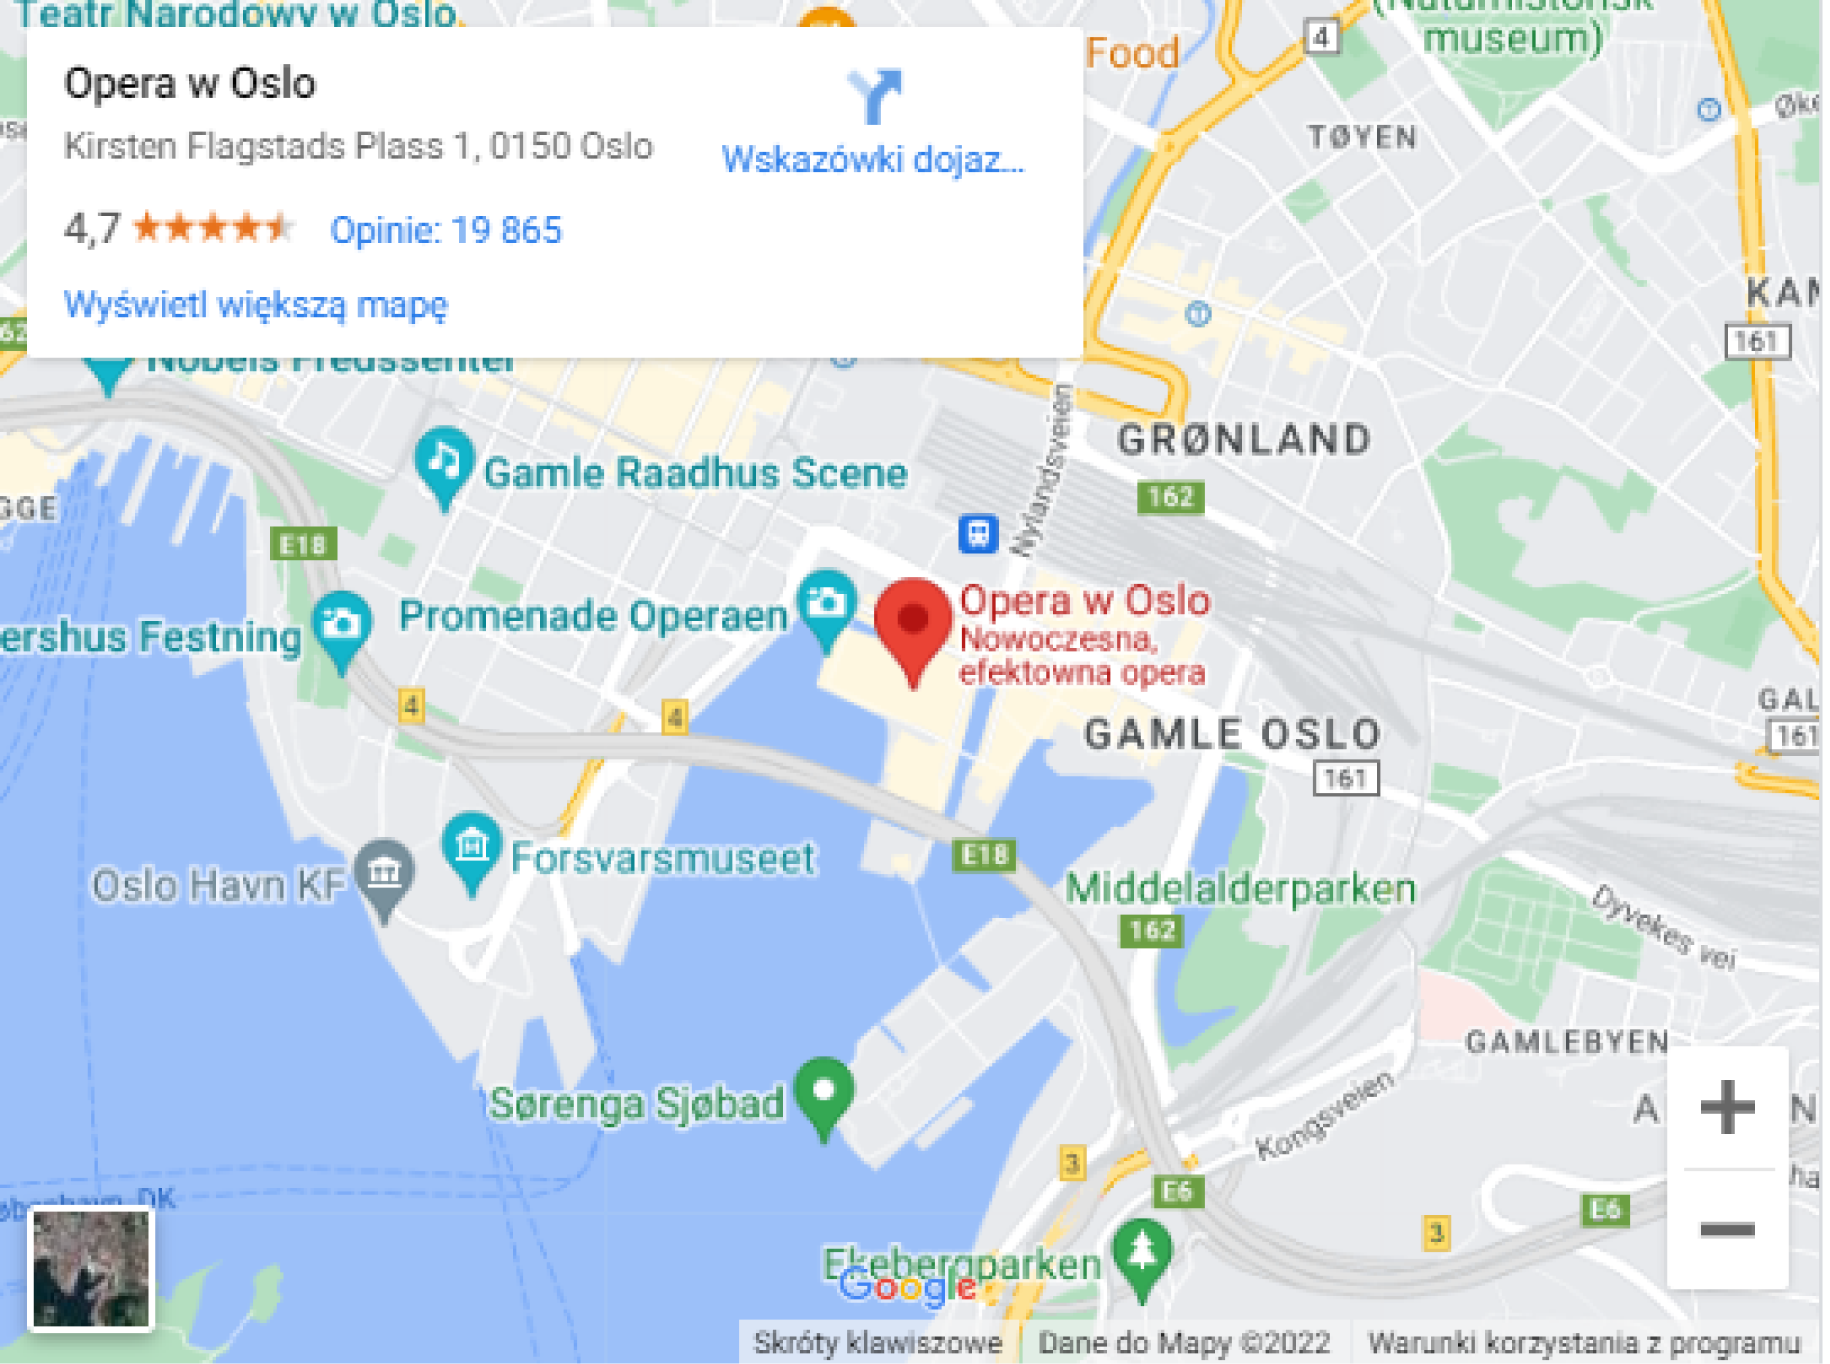 Teatr Narodowy w Oslo
museum)
4
Food
Opera w Oslo
Kirsten Flagstads Plass 1, 0150 Oslo
Wskazówki dojaz...
4,7
Opinie: 19 865
Wyświetl większą mapę
TØYEN
161
Nobels Fredssenter
Nylandsveien
GRØNLAND
162
Gamle Raadhus Scene
E18
Opera w Oslo
Nowoczesna,
efektowna opera
Promenade Operaen
ershus Festning
4
4
GAMLE OSLO
161
161
E18
Forsvarsmuseet
Oslo Havn KF
Middelalderparken
162
Dyvekes vei
GAMLEBYEN
Sørenga Sjøbad
Kongsveien
3
E6
E6
3
DK
Ekebergparken
Google
Skróty klawiszowe
Dane do Mapy ©2022
Warunki korzystania z programu